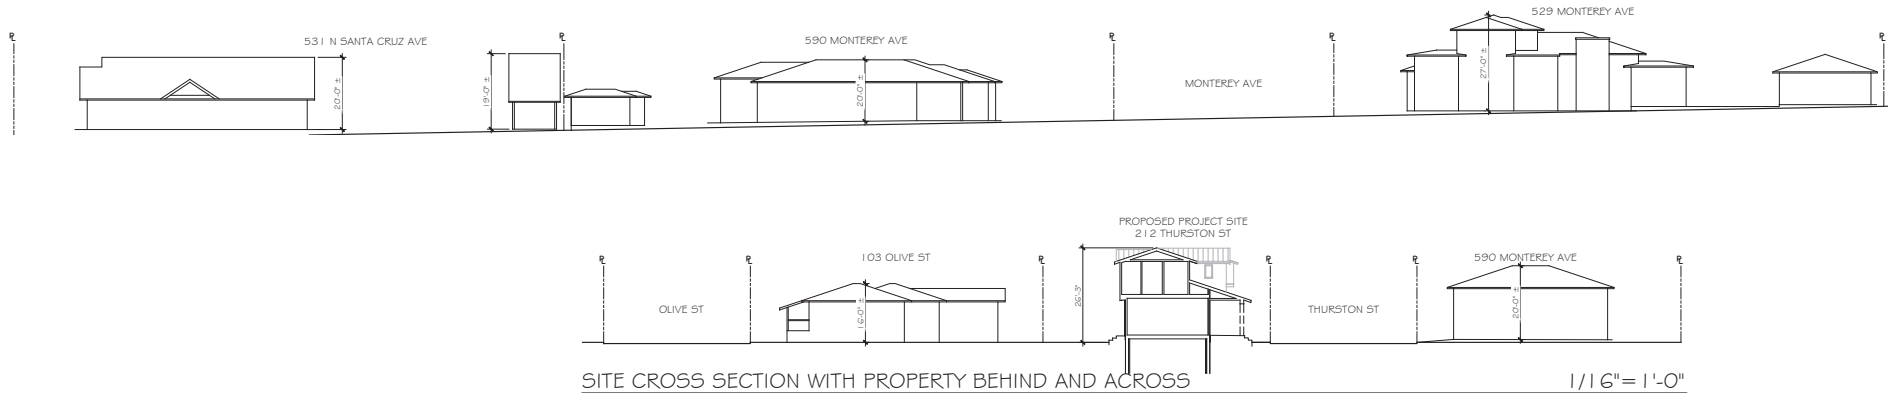 ℄
531 N SANTA CRUZ AVE
20'-0" ±
19'-0" ±
℄
590 MONTEREY AVE
20'-0" ±
℄
MONTEREY AVE
℄
529 MONTEREY AVE
27'-0" ±
℄
℄
OLIVE ST
℄
103 OLIVE ST
16'-0" ±
℄
PROPOSED PROJECT SITE
212 THURSTON ST
26'-3"
℄
THURSTON ST
℄
590 MONTEREY AVE
20'-0" ±
℄
SITE CROSS SECTION WITH PROPERTY BEHIND AND ACROSS
1/16"=1'-0"